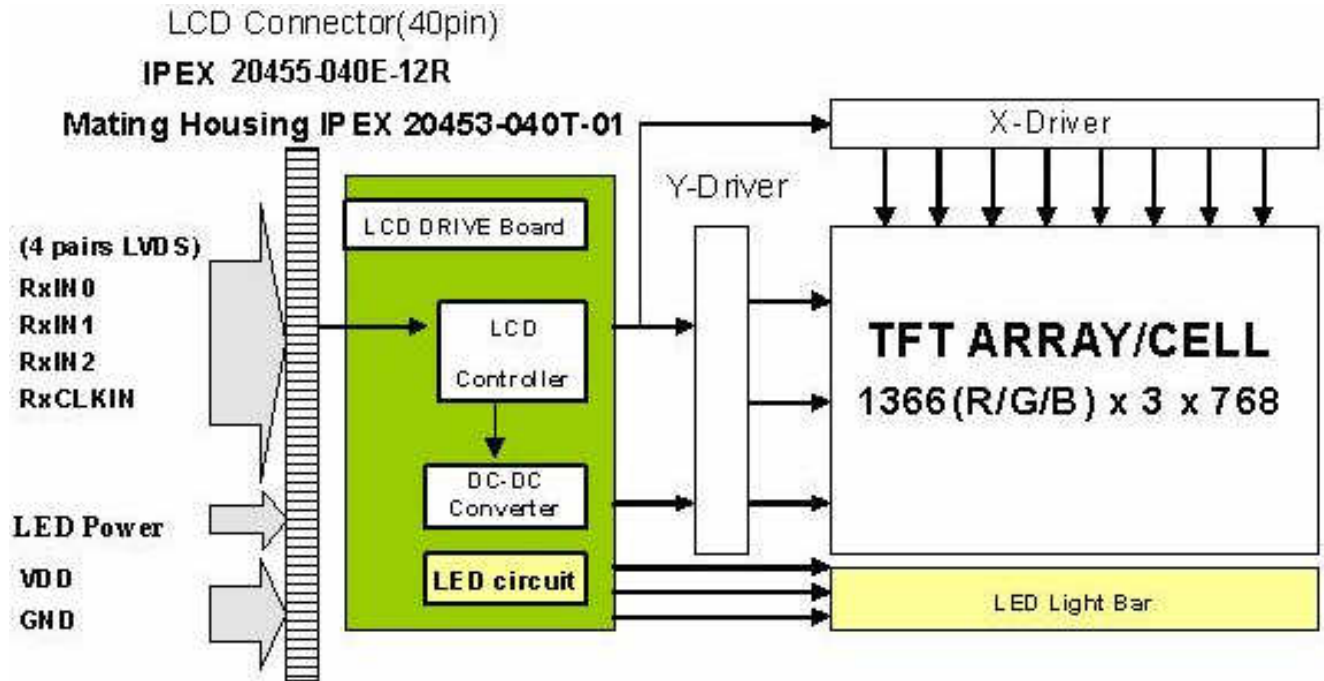 LCD Connector(40pin)
IPEX 20455-040E-12R
Mating Housing IPEX 20453-040T-01
X-Driver
Y-Driver
LCD DRIVE Board
(4 pairs LVDS)
RxIN0
RxIN1
RxIN2
RxCLKIN
LCD
Controller
TFT ARRAY/CELL
1366(R/G/B) x 3 x 768
DC-DC
Converter
LED Power
VDD
GND
LED circuit
LED Light Bar